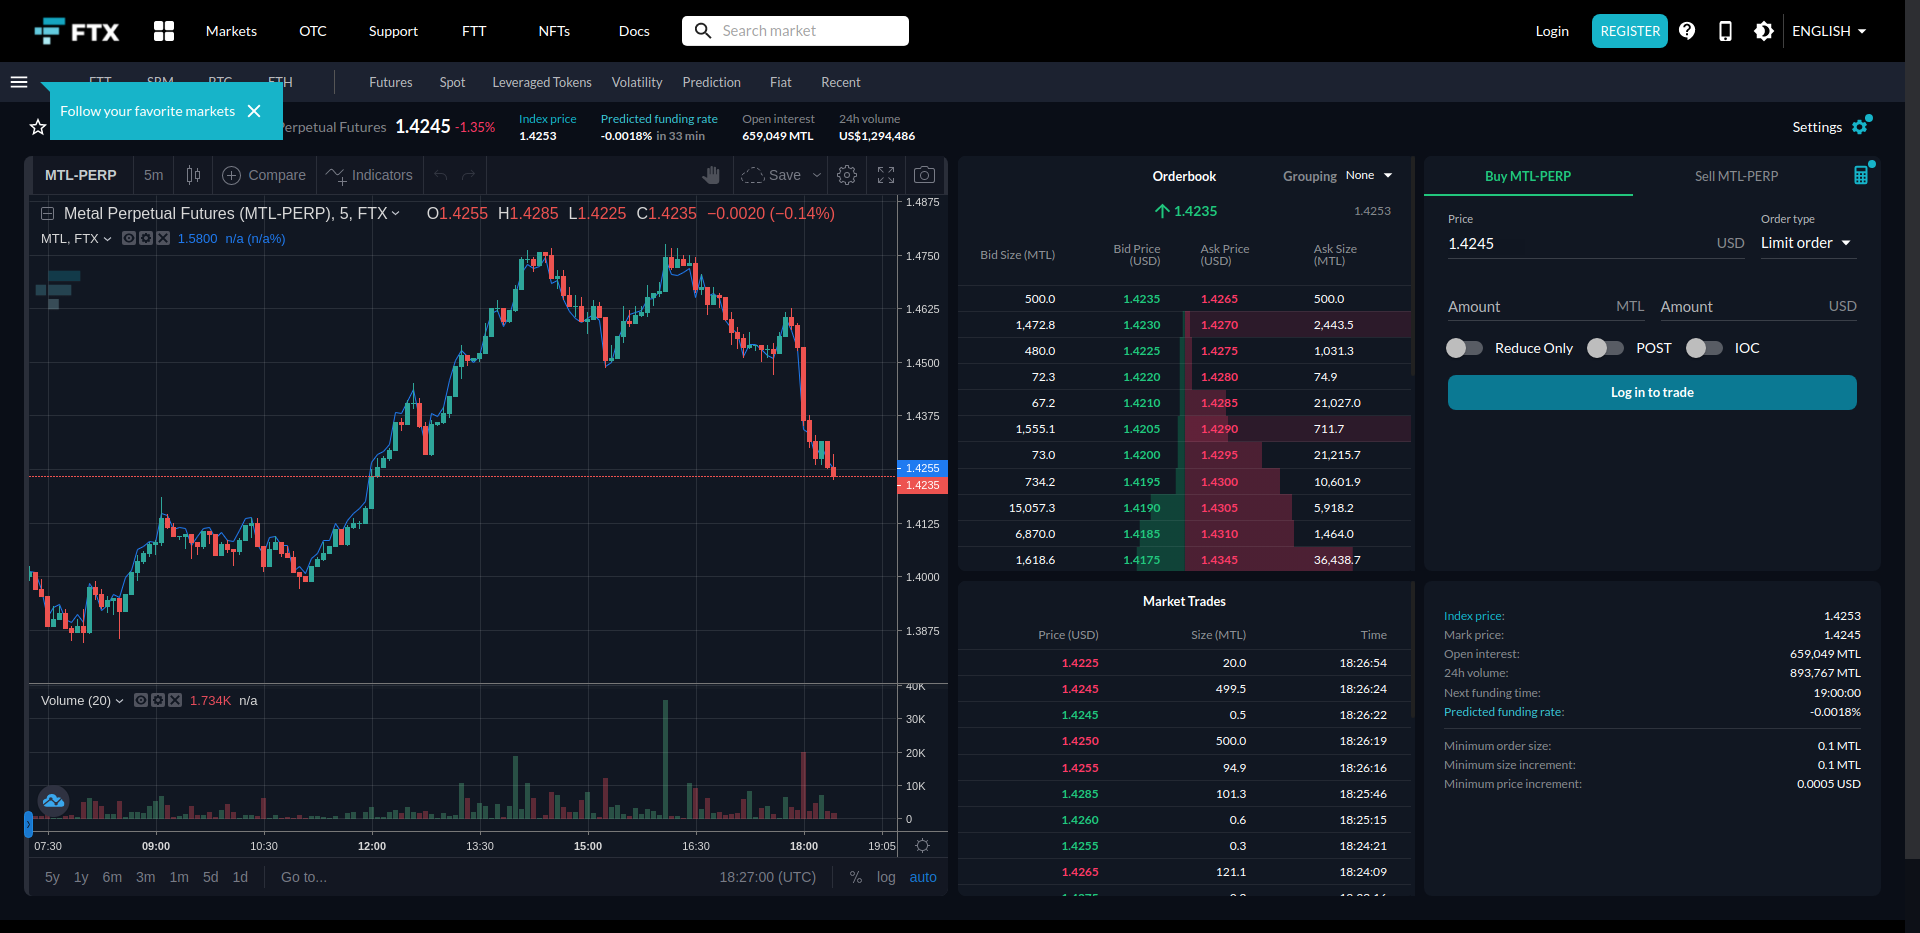 FTX Markets OTC Support FTT NFTs Docs Search market Login REGISTER ENGLISH
FTT SRM BTC ETH Futures Spot Leveraged Tokens Volatility Prediction Fiat Recent
Follow your favorite markets
Perpetual Futures 1.4245 -1.35%
Index price
1.4253
Predicted funding rate
-0.0018% in 33 min
Open interest
659,049 MTL
24h volume
US$1,294,486
Settings
MTL-PERP 5m Compare Indicators Save
Metal Perpetual Futures (MTL-PERP), 5, FTX O1.4255 H1.4285 L1.4225 C1.4235 −0.0020 (−0.14%)
MTL, FTX 1.5800 n/a (n/a%)
1.4875
1.4750
1.4625
1.4500
1.4375
1.4255
1.4235
1.4125
1.4000
1.3875
Volume (20) 1.734K n/a
40K
30K
20K
10K
0
07:30 09:00 10:30 12:00 13:30 15:00 16:30 18:00 19:05
5y 1y 6m 3m 1m 5d 1d Go to... 18:27:00 (UTC) % log auto
Orderbook Grouping None
1.4235 1.4253
Bid Size (MTL) Bid Price (USD) Ask Price (USD) Ask Size (MTL)
500.0 1.4235 1.4265 500.0
1,472.8 1.4230 1.4270 2,443.5
480.0 1.4225 1.4275 1,031.3
72.3 1.4220 1.4280 74.9
67.2 1.4210 1.4285 21,027.0
1,555.1 1.4205 1.4290 711.7
73.0 1.4200 1.4295 21,215.7
734.2 1.4195 1.4300 10,601.9
15,057.3 1.4190 1.4305 5,918.2
6,870.0 1.4185 1.4310 1,464.0
1,618.6 1.4175 1.4345 36,438.7
Market Trades
Price (USD) Size (MTL) Time
1.4225 20.0 18:26:54
1.4245 499.5 18:26:24
1.4245 0.5 18:26:22
1.4250 500.0 18:26:19
1.4255 94.9 18:26:16
1.4285 101.3 18:25:46
1.4260 0.6 18:25:15
1.4255 0.3 18:24:21
1.4265 121.1 18:24:09
Buy MTL-PERP Sell MTL-PERP
Price Order type
1.4245 USD Limit order
Amount MTL Amount USD
Reduce Only POST IOC
Log in to trade
Index price: 1.4253
Mark price: 1.4245
Open interest: 659,049 MTL
24h volume: 893,767 MTL
Next funding time: 19:00:00
Predicted funding rate: -0.0018%
Minimum order size: 0.1 MTL
Minimum size increment: 0.1 MTL
Minimum price increment: 0.0005 USD